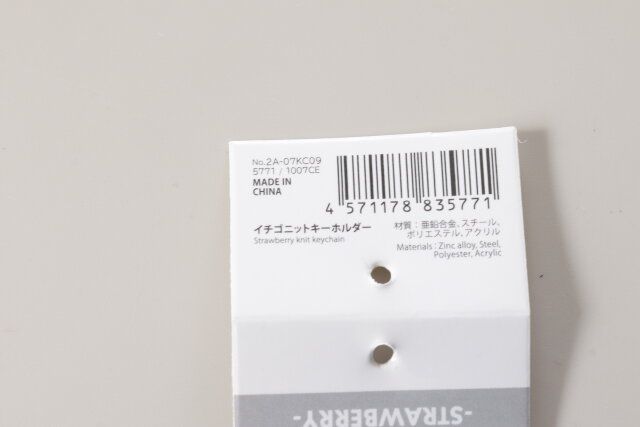 No.2A-07KC09
5771 / 1007CE
MADE IN
CHINA
4 571178 835771
イチゴニットキーホルダー
Strawberry knit keychain
材質：亜鉛合金、スチール、
ポリエステル、アクリル
Materials : Zinc alloy, Steel,
Polyester, Acrylic
-STRAWBERRY-